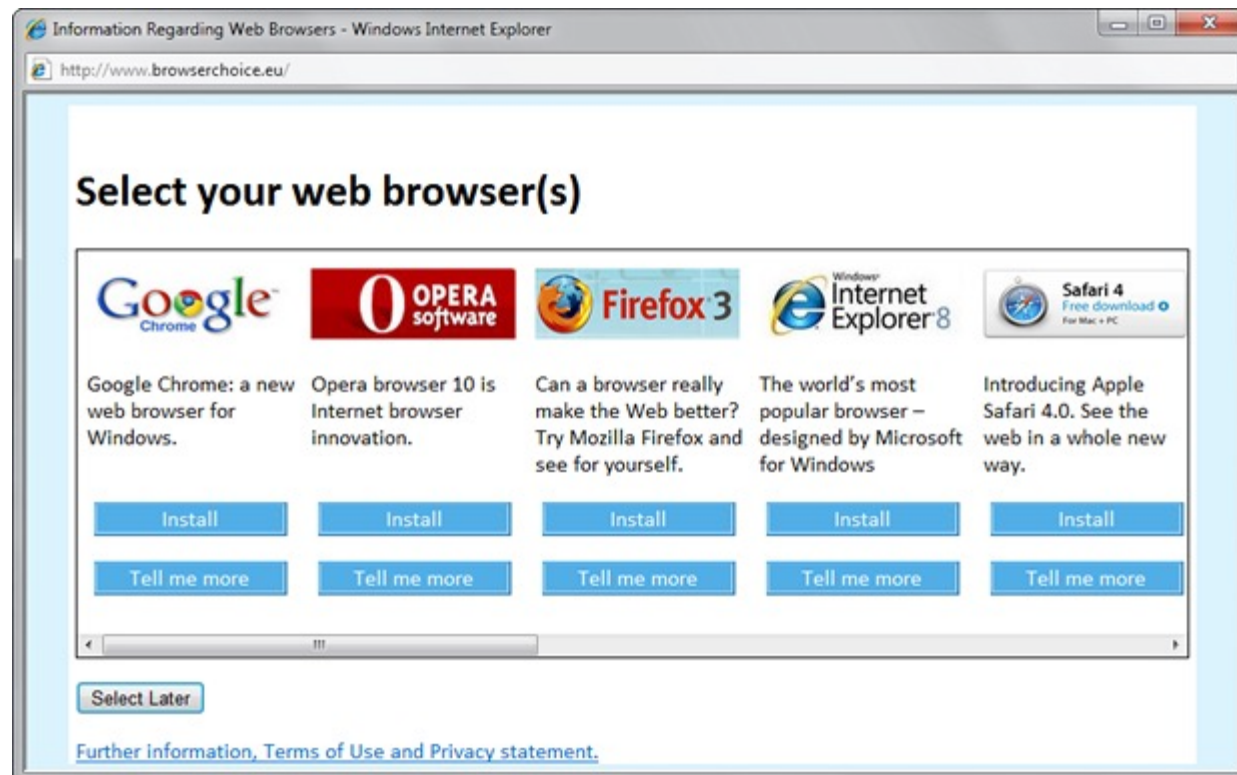 Information Regarding Web Browsers - Windows Internet Explorer
http://www.browserchoice.eu/
Select your web browser(s)
Google™
Chrome
Google Chrome: a new
web browser for
Windows.
Install
Tell me more
OPERA
software
Opera browser 10 is
Internet browser
innovation.
Install
Tell me more
Firefox 3
Can a browser really
make the Web better?
Try Mozilla Firefox and
see for yourself.
Install
Tell me more
Windows
Internet
Explorer 8
The world's most
popular browser –
designed by Microsoft
for Windows
Install
Tell me more
Safari 4
Free download
For Mac + PC
Introducing Apple
Safari 4.0. See the
web in a whole new
way.
Install
Tell me more
Select Later
Further information, Terms of Use and Privacy statement.